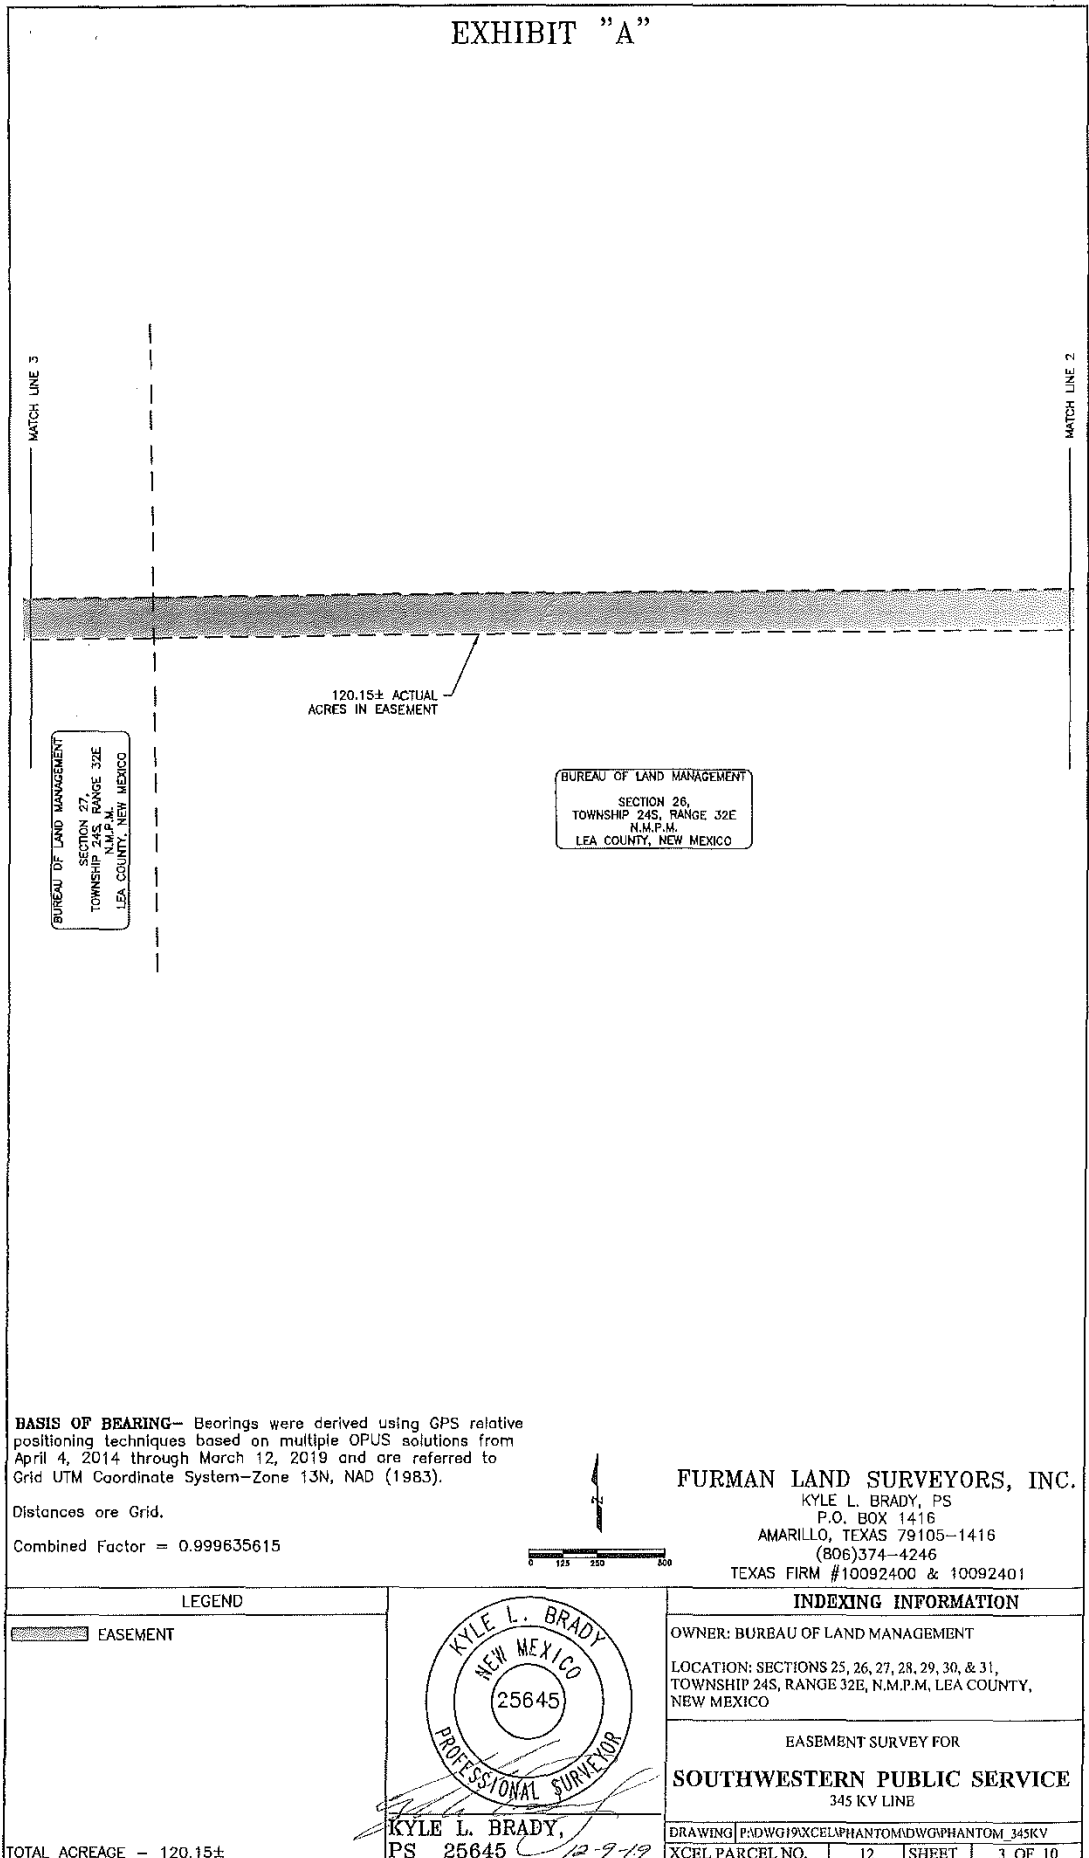 EXHIBIT "A"
MATCH LINE 3
MATCH LINE 2
120.15± ACTUAL
ACRES IN EASEMENT
BUREAU OF LAND MANAGEMENT
SECTION 27,
TOWNSHIP 24S, RANGE 32E
N.M.P.M.
LEA COUNTY, NEW MEXICO
BUREAU OF LAND MANAGEMENT
SECTION 26,
TOWNSHIP 24S, RANGE 32E
N.M.P.M.
LEA COUNTY, NEW MEXICO
BASIS OF BEARING— Bearings were derived using GPS relative
positioning techniques based on multiple OPUS solutions from
April 4, 2014 through March 12, 2019 and are referred to
Grid UTM Coordinate System—Zone 13N, NAD (1983).
Distances are Grid.
Combined Factor = 0.999635615
N
0 125 250 500
FURMAN LAND SURVEYORS, INC.
KYLE L. BRADY, PS
P.O. BOX 1416
AMARILLO, TEXAS 79105—1416
(806)374—4246
TEXAS FIRM #10092400 & 10092401
LEGEND
EASEMENT
TOTAL ACREAGE — 120.15±
KYLE L. BRADY
NEW MEXICO
25645
PROFESSIONAL SURVEYOR
KYLE L. BRADY,
PS 25645 12-9-19
INDEXING INFORMATION
OWNER: BUREAU OF LAND MANAGEMENT
LOCATION: SECTIONS 25, 26, 27, 28, 29, 30, & 31,
TOWNSHIP 24S, RANGE 32E, N.M.P.M, LEA COUNTY,
NEW MEXICO
EASEMENT SURVEY FOR
SOUTHWESTERN PUBLIC SERVICE
345 KV LINE
DRAWING P:\DWG19\XCEL\PHANTOM\DWG\PHANTOM_345KV
XCEL PARCEL NO. 12 SHEET 3 OF 10